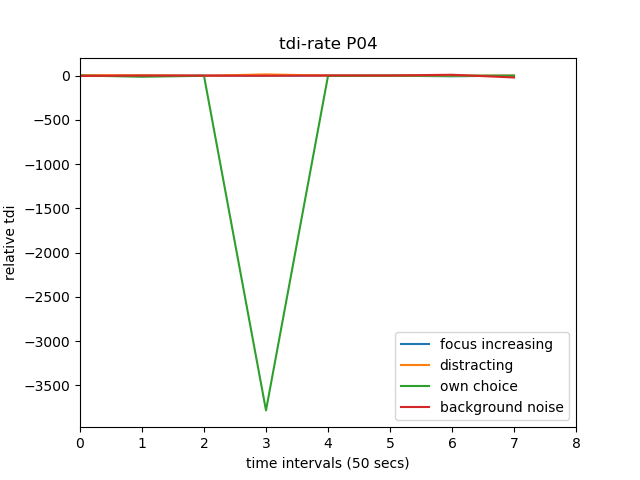 tdi-rate P04
relative tdi
0
−500
−1000
−1500
−2000
−2500
−3000
−3500
focus increasing
distracting
own choice
background noise
0 1 2 3 4 5 6 7 8
time intervals (50 secs)